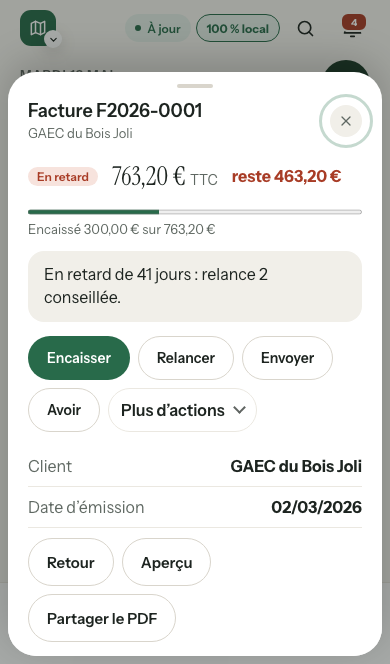 À jour
100 % local
4
Facture F2026-0001
GAEC du Bois Joli
En retard
763,20 € TTC
reste 463,20 €
Encaissé 300,00 € sur 763,20 €
En retard de 41 jours : relance 2
conseillée.
Encaisser
Relancer
Envoyer
Avoir
Plus d’actions
Client
GAEC du Bois Joli
Date d’émission
02/03/2026
Retour
Aperçu
Partager le PDF